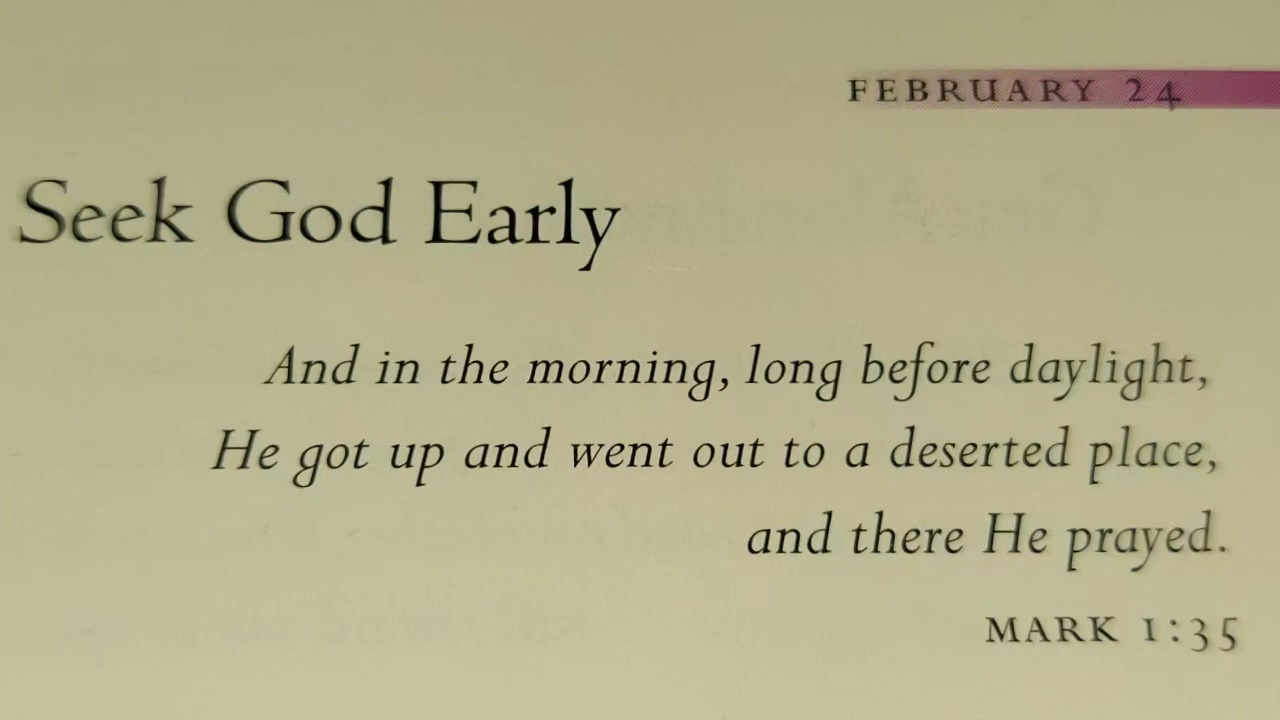 FEBRUARY 24
Seek God Early
And in the morning, long before daylight,
He got up and went out to a deserted place,
and there He prayed.
MARK 1:35